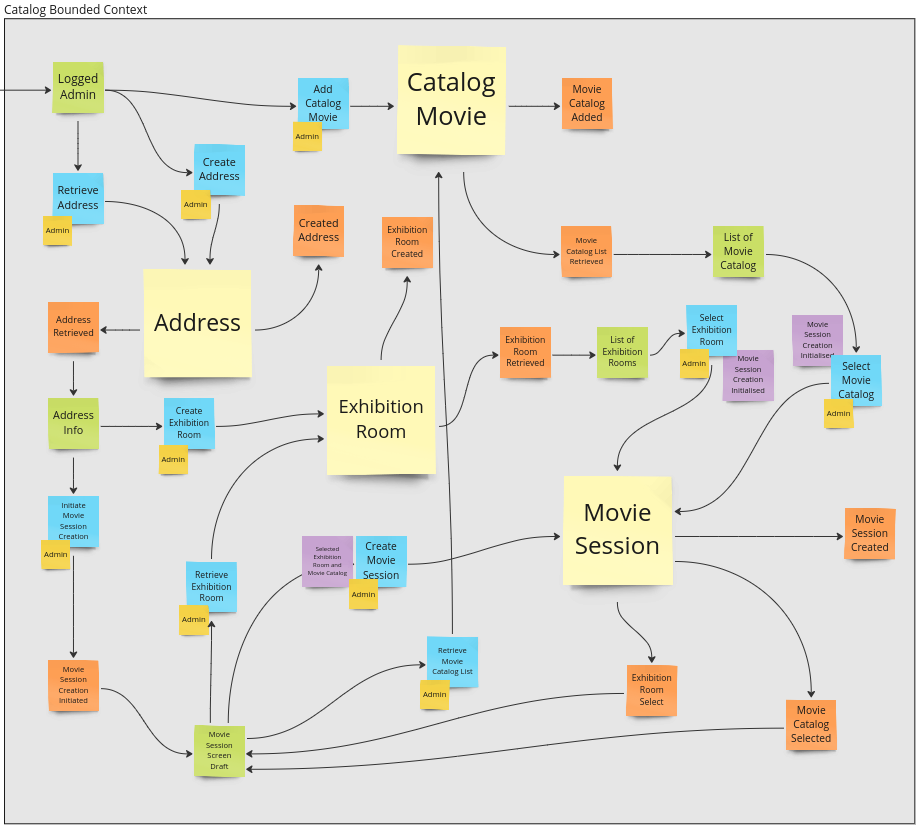 Catalog Bounded Context
Logged
Admin
Add
Catalog
Movie
Admin
Catalog
Movie
Movie
Catalog
Added
Create
Address
Admin
Retrieve
Address
Admin
Created
Address
Exhibition
Room
Created
Movie
Catalog List
Retrieved
List of
Movie
Catalog
Address
Address
Retrieved
Exhibition
Room
Retrieved
List of
Exhibition
Rooms
Select
Exhibition
Room
Admin
Movie
Session
Creation
Initialised
Movie
Session
Creation
Initialised
Select
Movie
Catalog
Admin
Address
Info
Create
Exhibition
Room
Admin
Exhibition
Room
Initiate
Movie
Session
Creation
Admin
Retrieve
Exhibition
Room
Admin
Selected
Exhibition
Room and
Movie Catalog
Create
Movie
Session
Admin
Movie
Session
Movie
Session
Created
Movie
Session
Creation
Initiated
Retrieve
Movie
Catalog List
Admin
Exhibition
Room
Select
Movie
Catalog
Selected
Movie
Session
Screen
Draft